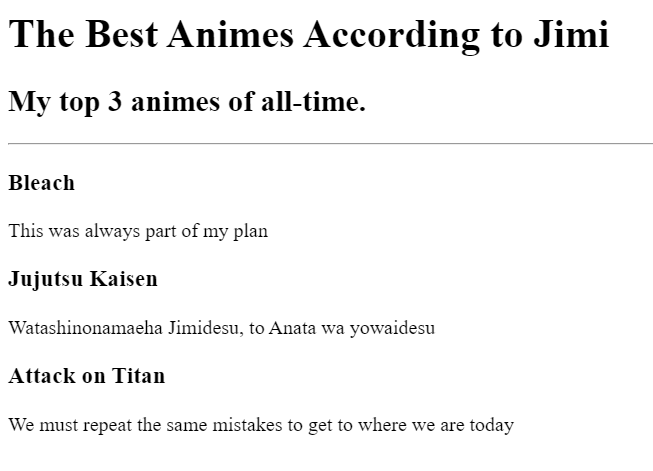 The Best Animes According to Jimi
My top 3 animes of all-time.
Bleach
This was always part of my plan
Jujutsu Kaisen
Watashinonamaeha Jimidesu, to Anata wa yowaidesu
Attack on Titan
We must repeat the same mistakes to get to where we are today